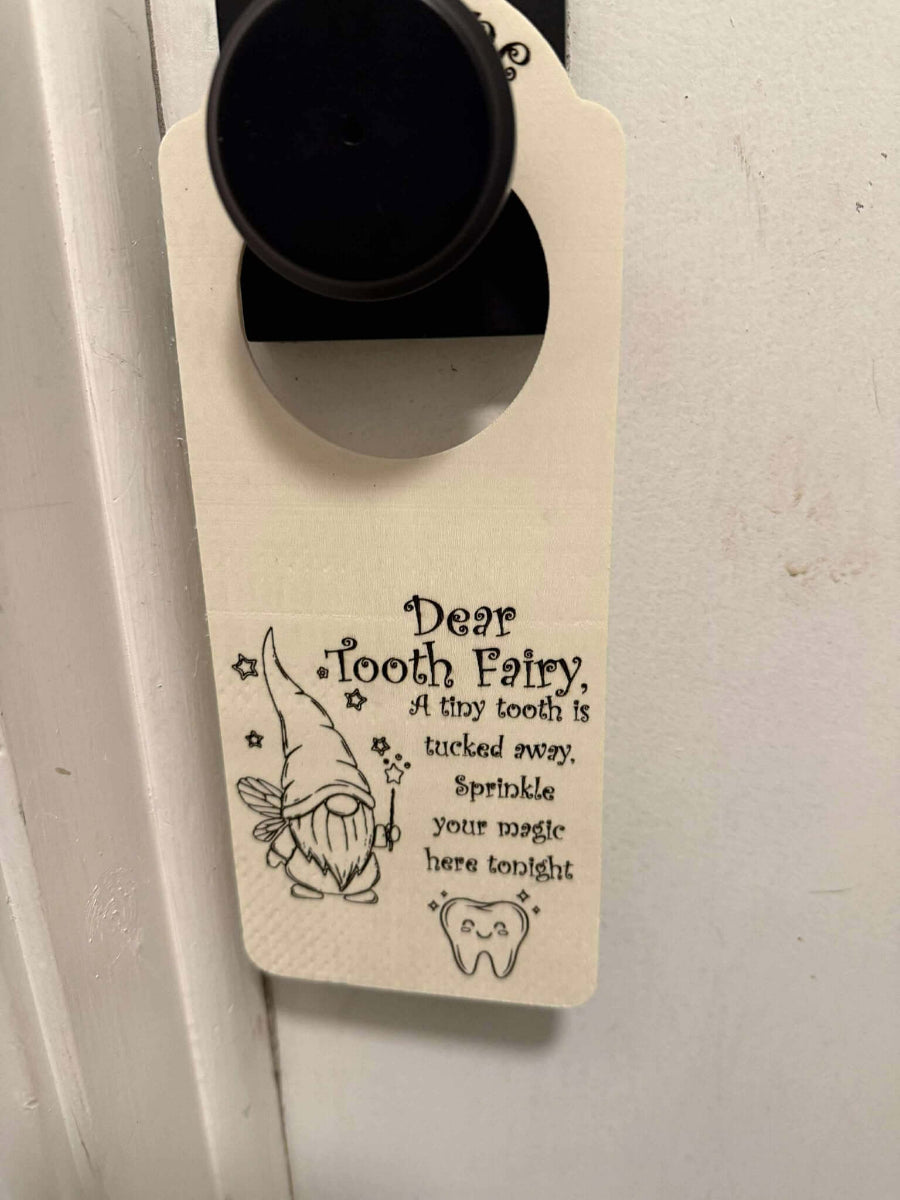 Dear
Tooth Fairy,
A tiny tooth is
tucked away,
Sprinkle
your magic
here tonight